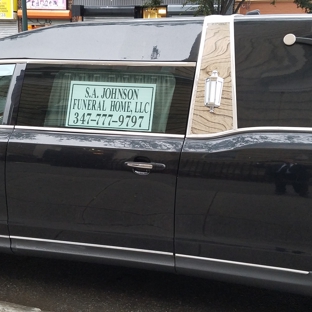 S.A. JOHNSON
FUNERAL HOME, LLC
347-777-9797